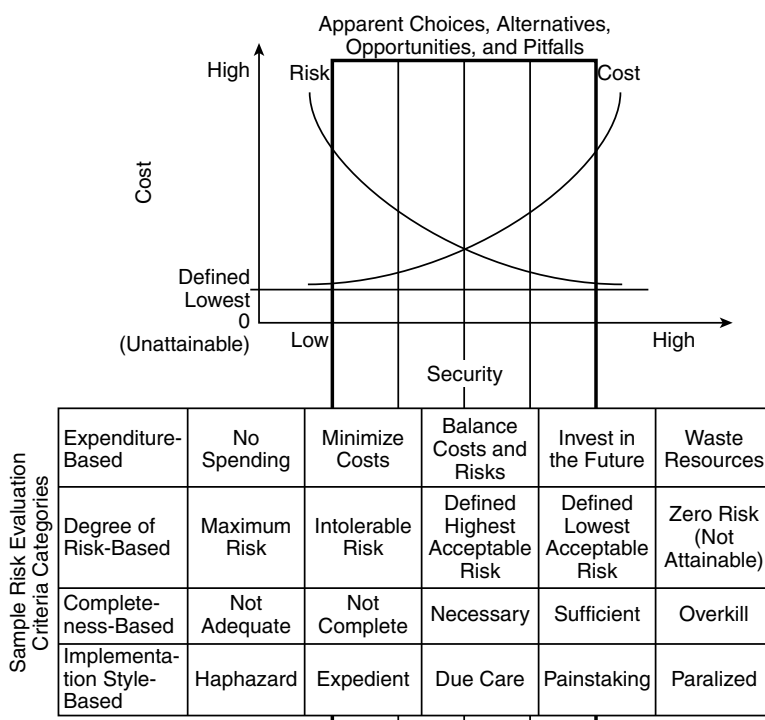 Apparent Choices, Alternatives,
Opportunities, and Pitfalls
High
Risk
Cost
Cost
Defined
Lowest
0
(Unattainable)
Low
High
Security
Sample Risk Evaluation
Criteria Categories
Expenditure-
Based
No
Spending
Minimize
Costs
Balance
Costs and
Risks
Invest in
the Future
Waste
Resources
Degree of
Risk-Based
Maximum
Risk
Intolerable
Risk
Defined
Highest
Acceptable
Risk
Defined
Lowest
Acceptable
Risk
Zero Risk
(Not
Attainable)
Complete-
ness-Based
Not
Adequate
Not
Complete
Necessary
Sufficient
Overkill
Implementa-
tion Style-
Based
Haphazard
Expedient
Due Care
Painstaking
Paralized